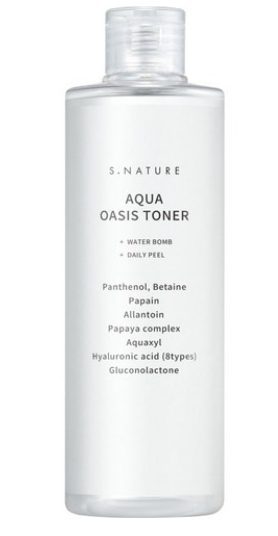 S.NATURE
AQUA
OASIS TONER
+ WATER BOMB
+ DAILY PEEL
Panthenol, Betaine
Papain
Allantoin
Papaya complex
Aquaxyl
Hyaluronic acid (8types)
Gluconolactone